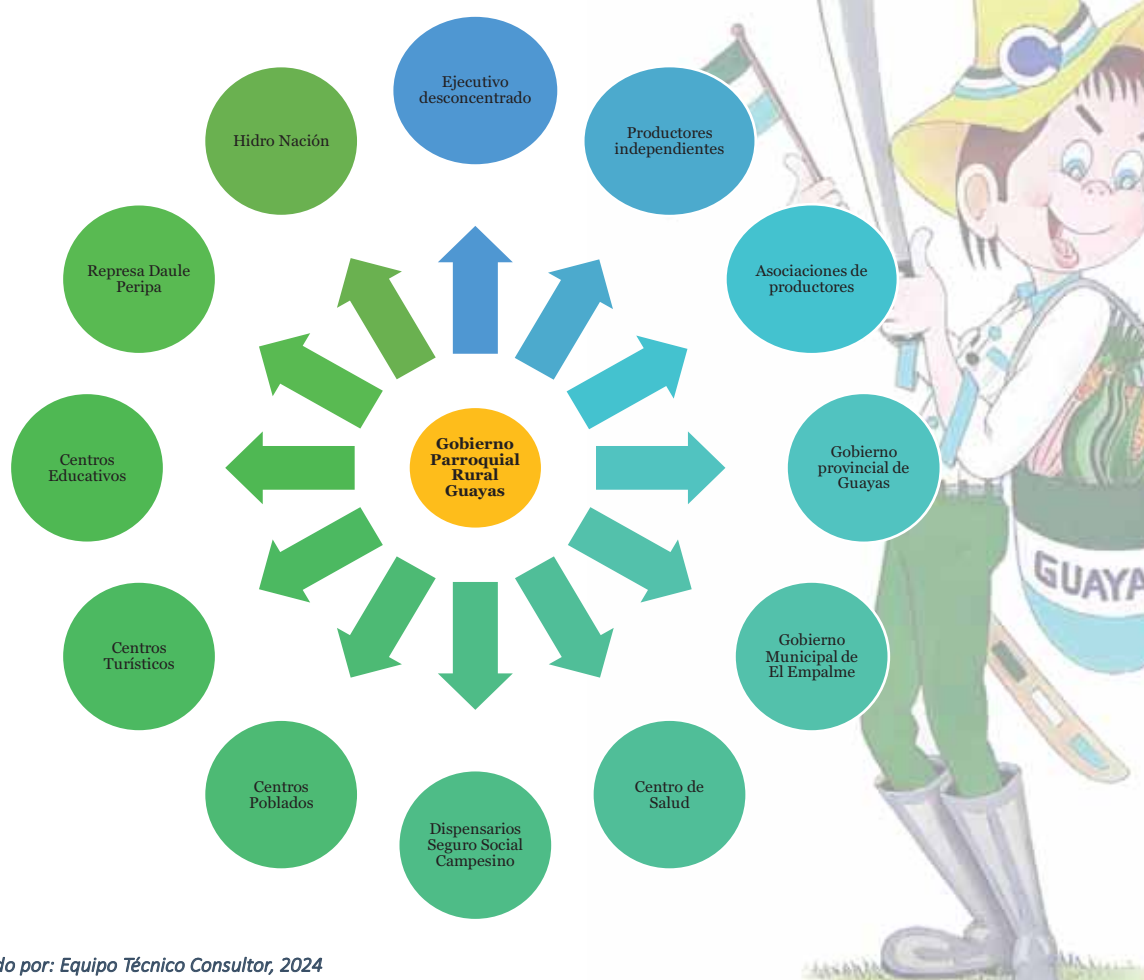 Ejecutivo
desconcentrado
Productores
independientes
Asociaciones de
productores
Gobierno
provincial de
Guayas
Gobierno
Municipal de
El Empalme
Centro de
Salud
Dispensarios
Seguro Social
Campesino
Centros
Poblados
Centros
Turísticos
Centros
Educativos
Represa Daule
Peripa
Hidro Nación
Gobierno
Parroquial
Rural
Guayas
GUAYA
por: Equipo Técnico Consultor, 2024